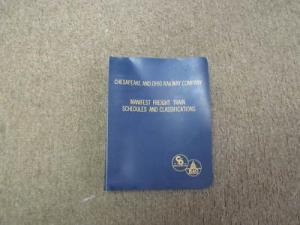 CHESAPEAKE AND OHIO RAILWAY COMPANY
MANIFEST FREIGHT TRAIN
SCHEDULES AND CLASSIFICATIONS